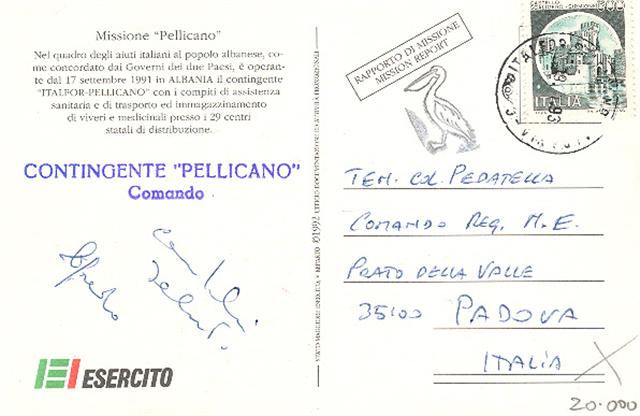 Missione "Pellicano"
Nel quadro degli aiuti italiani al popolo albanese, co-
me concordato dai Governi dei due Paesi, è operan-
te dal 17 settembre 1991 in ALBANIA il contingente
"ITALFOR-PELLICANO" con i compiti di assistenza
sanitaria e di trasporto ed immagazzinamento
di viveri e medicinali presso i 29 centri
statali di distribuzione.
CONTINGENTE "PELLICANO"
Comando
Cordiali
saluti.
ESERCITO
RAPPORTO DI MISSIONE
MISSION REPORT
ITALIA
TEN. COL. PEDATELLA
COMANDO REG. M.E.
PRATO DELLA VALLE
35100 PADOVA
ITALIA
20.000